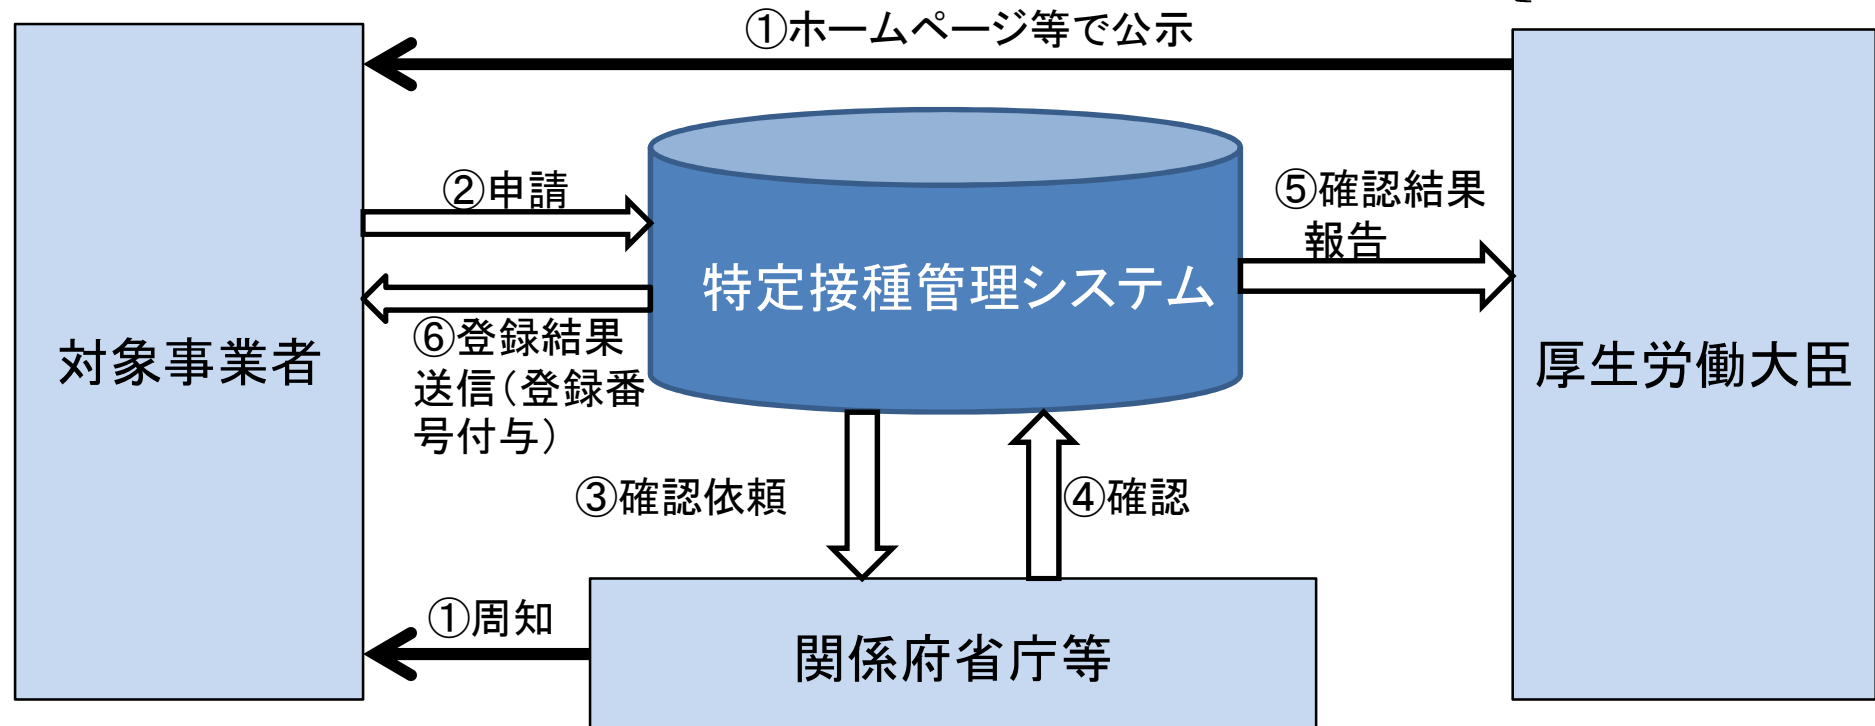 ①ホームページ等で公示
②申請
⑤確認結果
報告
特定接種管理システム
⑥登録結果
送信（登録番
号付与）
対象事業者
厚生労働大臣
③確認依頼
④確認
①周知
関係府省庁等